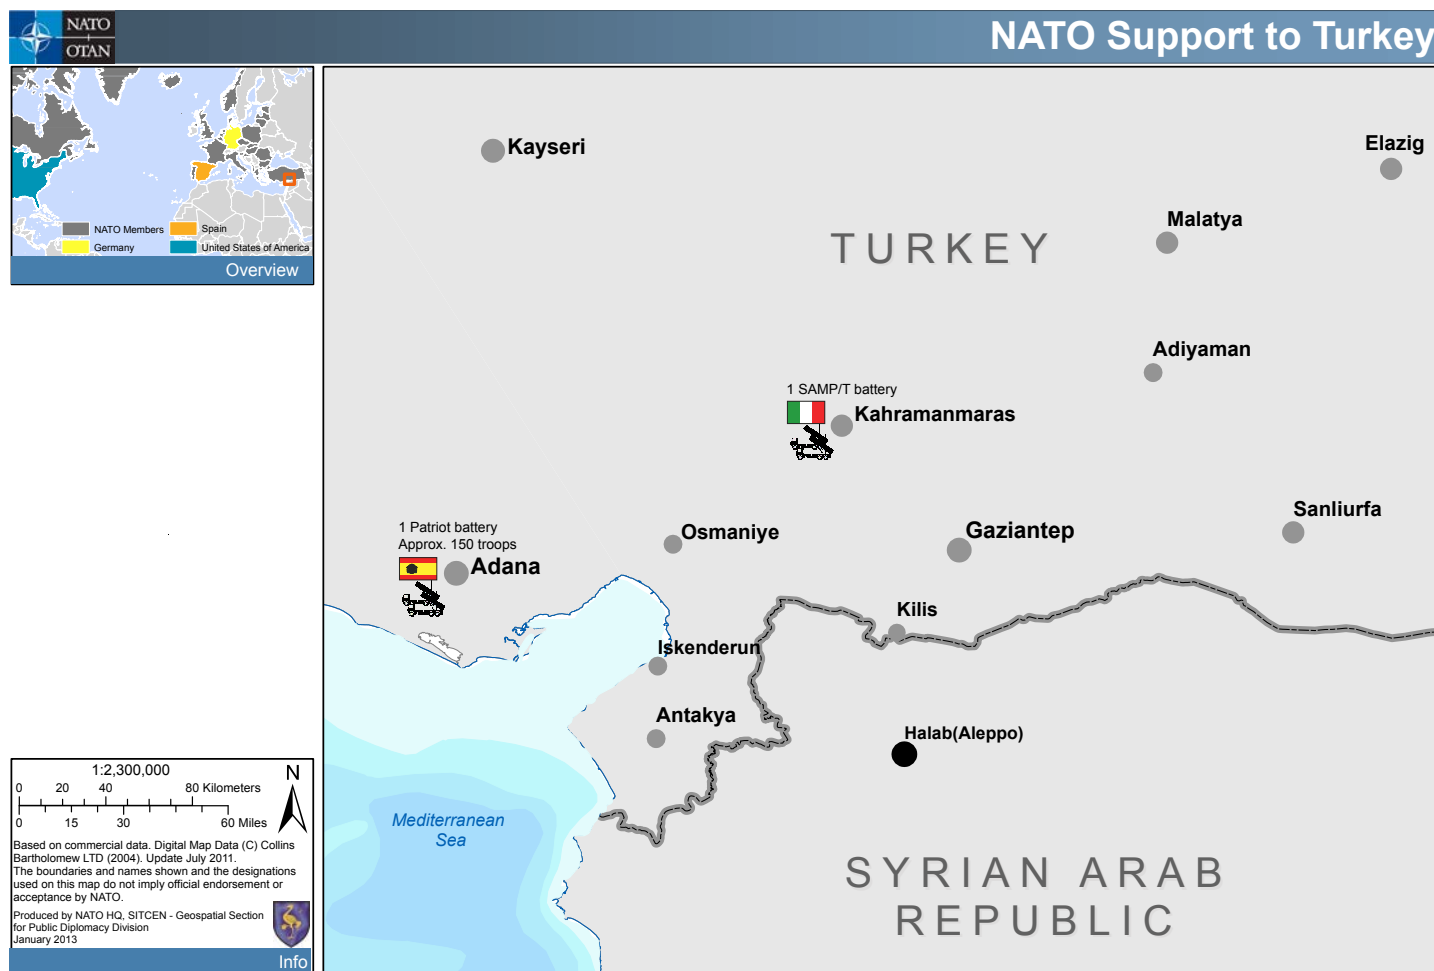 NATO
OTAN
NATO Support to Turkey
NATO Members
Spain
Germany
United States of America
Overview
Kayseri
Elazig
Malatya
TURKEY
Adiyaman
1 SAMP/T battery
Kahramanmaras
Sanliurfa
1 Patriot battery
Approx. 150 troops
Adana
Osmaniye
Gaziantep
Kilis
Iskenderun
Antakya
Halab(Aleppo)
Mediterranean
Sea
SYRIAN ARAB
REPUBLIC
1:2,300,000
N
0 20 40 80 Kilometers
0 15 30 60 Miles
Based on commercial data. Digital Map Data (C) Collins
Bartholomew LTD (2004). Update July 2011.
The boundaries and names shown and the designations
used on this map do not imply official endorsement or
acceptance by NATO.
Produced by NATO HQ, SITCEN - Geospatial Section
for Public Diplomacy Division
January 2013
Info